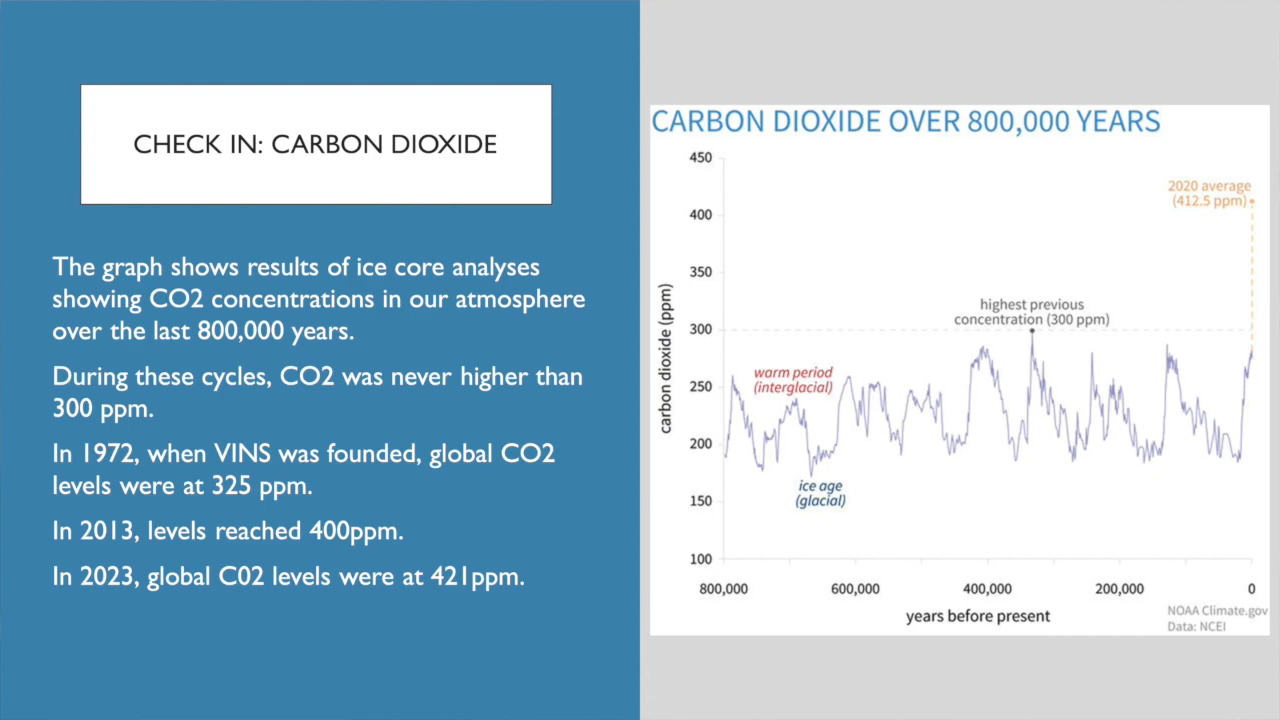 CHECK IN: CARBON DIOXIDE
The graph shows results of ice core analyses
showing CO2 concentrations in our atmosphere
over the last 800,000 years.
During these cycles, CO2 was never higher than
300 ppm.
In 1972, when VINS was founded, global CO2
levels were at 325 ppm.
In 2013, levels reached 400ppm.
In 2023, global C02 levels were at 421ppm.
CARBON DIOXIDE OVER 800,000 YEARS
450
400
350
300
250
200
150
100
carbon dioxide (ppm)
2020 average
(412.5 ppm)
highest previous
concentration (300 ppm)
warm period
(interglacial)
ice age
(glacial)
800,000
600,000
400,000
200,000
0
years before present
NOAA Climate.gov
Data: NCEI